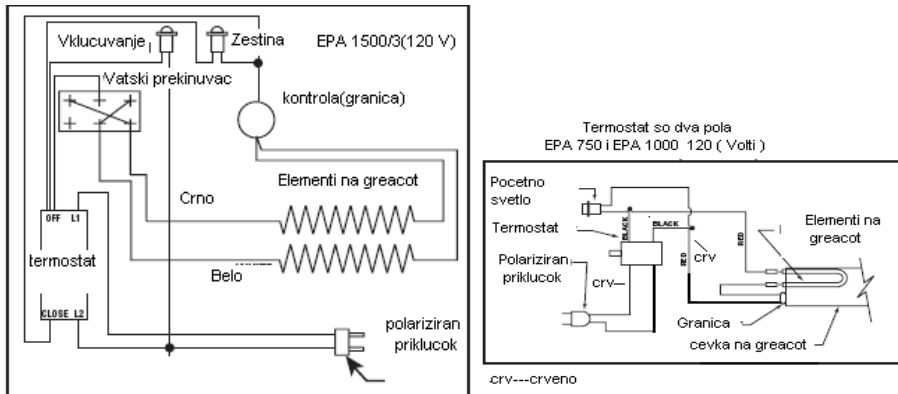 Vklucuvanje
Zestina
EPA 1500/3(120 V)
Vatski prekinuvac
kontrola(granica)
Elementi na greacot
Crno
OFF L1
termostat
Belo
CLOSE L2
polariziran
priklucok
Termostat so dva pola
EPA 750 i EPA 1000 120 ( Volti )
Pocetno
svetlo
Termostat
BLACK
BLACK
RED
Elementi na
greacot
Polariziran
priklucok
crv
RED
crv
Granica
cevka na greacot
crv---crveno